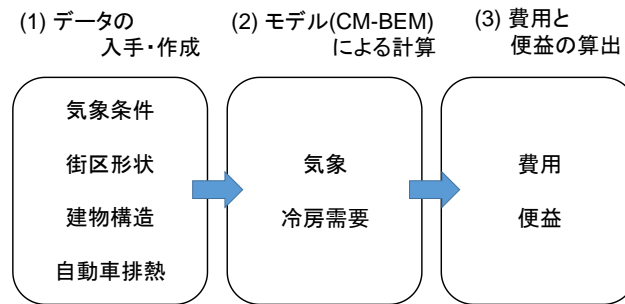 (1) データの
入手・作成
(2) モデル(CM-BEM)
による計算
(3) 費用と
便益の算出
気象条件
街区形状
建物構造
自動車排熱
気象
冷房需要
費用
便益